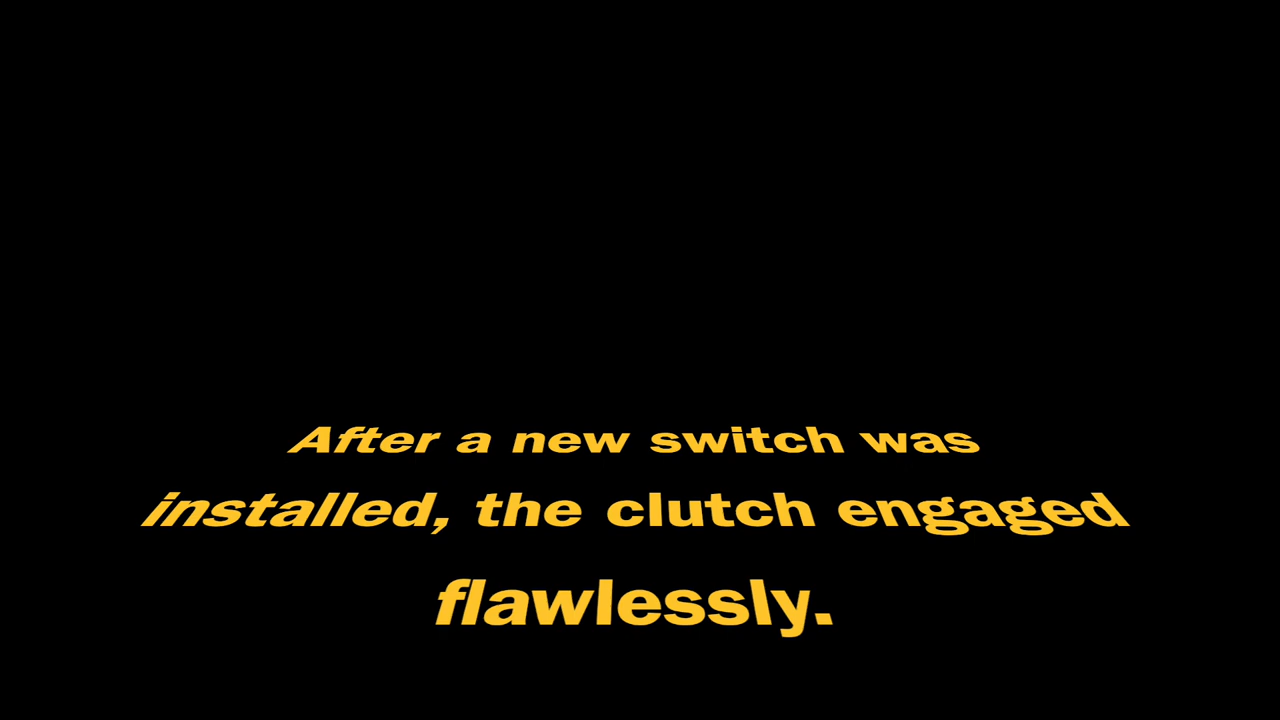 After a new switch was
installed, the clutch engaged
flawlessly.